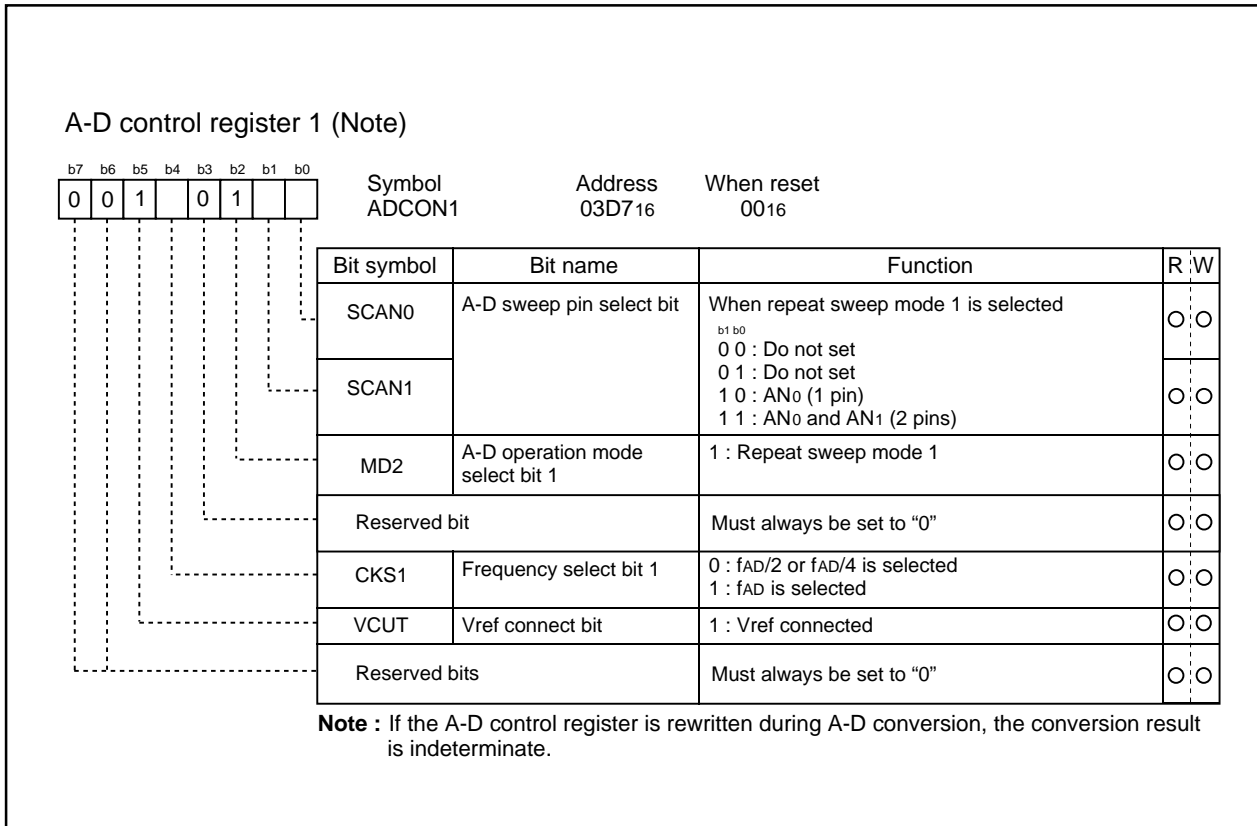 A-D control register 1 (Note)
b7 b6 b5 b4 b3 b2 b1 b0
0 0 1 0 1
Symbol Address When reset
ADCON1 03D716 0016
Bit symbol Bit name Function R W
SCAN0 A-D sweep pin select bit When repeat sweep mode 1 is selected
b1 b0
0 0 : Do not set
0 1 : Do not set
SCAN1 1 0 : AN0 (1 pin)
1 1 : AN0 and AN1 (2 pins)
MD2 A-D operation mode select bit 1 1 : Repeat sweep mode 1
Reserved bit Must always be set to “0”
CKS1 Frequency select bit 1 0 : fAD/2 or fAD/4 is selected
1 : fAD is selected
VCUT Vref connect bit 1 : Vref connected
Reserved bits Must always be set to “0”
Note : If the A-D control register is rewritten during A-D conversion, the conversion result
is indeterminate.